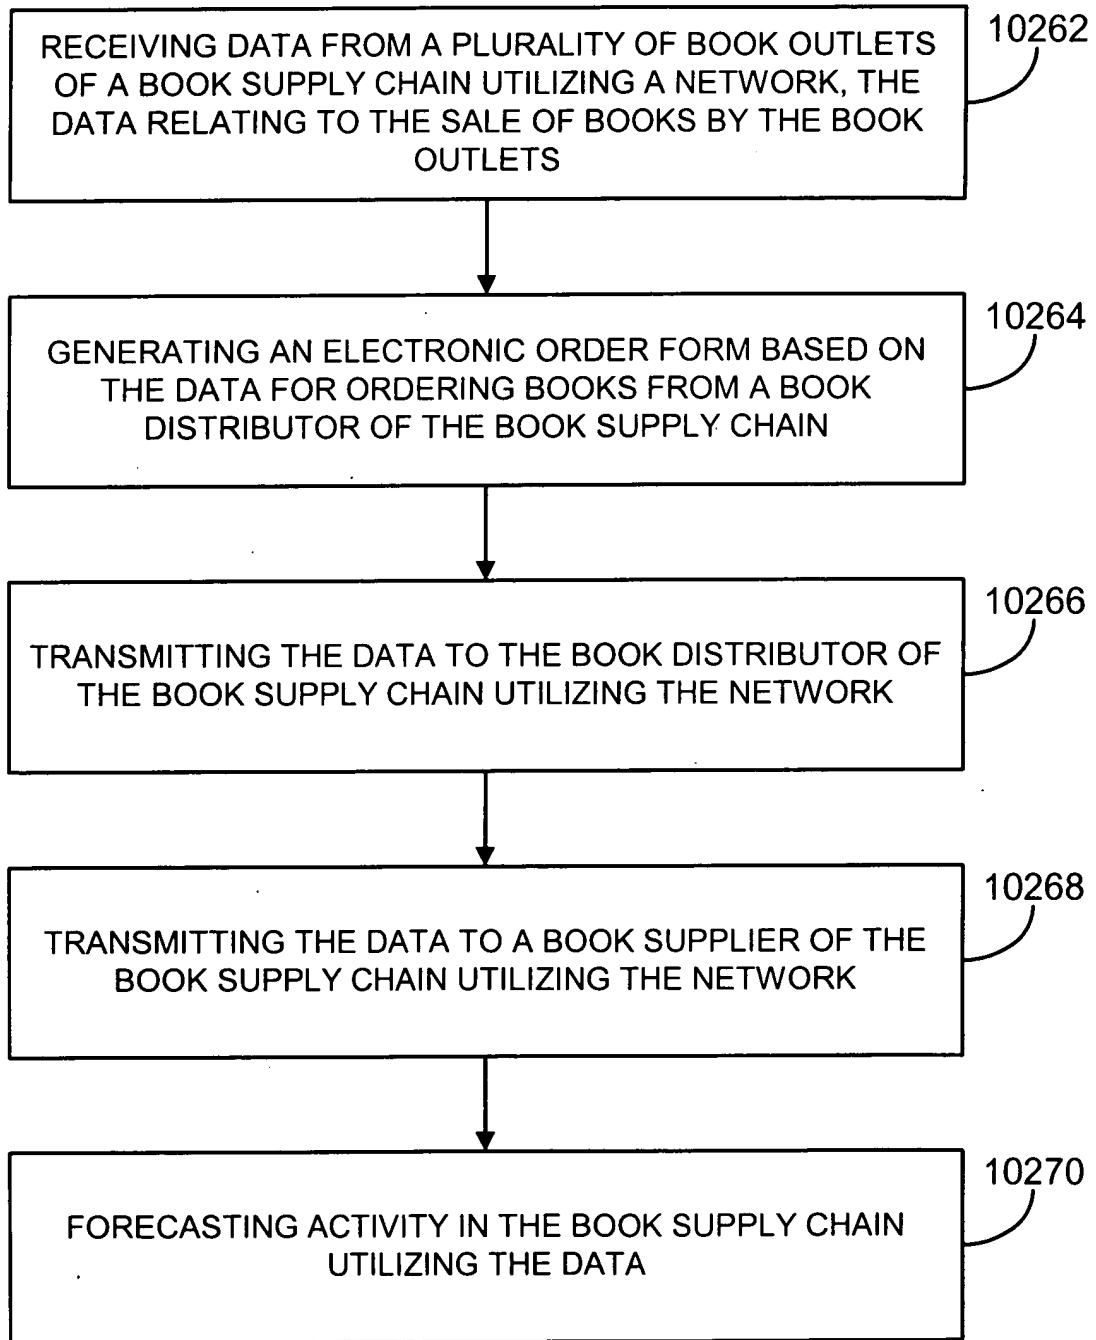 10262
RECEIVING DATA FROM A PLURALITY OF BOOK OUTLETS
OF A BOOK SUPPLY CHAIN UTILIZING A NETWORK, THE
DATA RELATING TO THE SALE OF BOOKS BY THE BOOK
OUTLETS
10264
GENERATING AN ELECTRONIC ORDER FORM BASED ON
THE DATA FOR ORDERING BOOKS FROM A BOOK
DISTRIBUTOR OF THE BOOK SUPPLY CHAIN
10266
TRANSMITTING THE DATA TO THE BOOK DISTRIBUTOR OF
THE BOOK SUPPLY CHAIN UTILIZING THE NETWORK
10268
TRANSMITTING THE DATA TO A BOOK SUPPLIER OF THE
BOOK SUPPLY CHAIN UTILIZING THE NETWORK
10270
FORECASTING ACTIVITY IN THE BOOK SUPPLY CHAIN
UTILIZING THE DATA